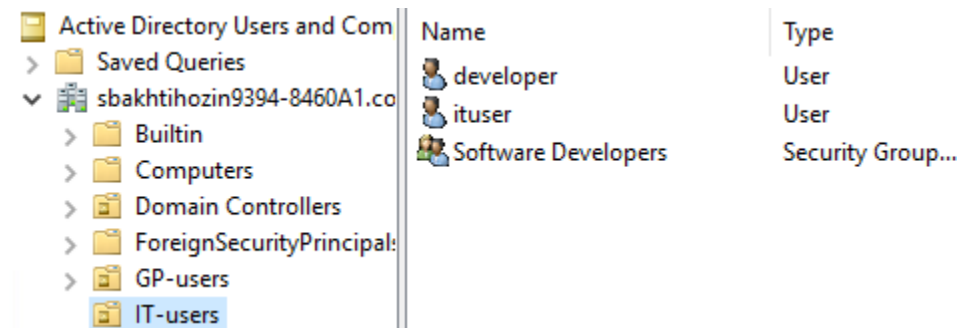 Active Directory Users and Com
Saved Queries
sbakhtihozin9394-8460A1.co
Builtin
Computers
Domain Controllers
ForeignSecurityPrincipals
GP-users
IT-users
Name Type
developer User
ituser User
Software Developers Security Group...